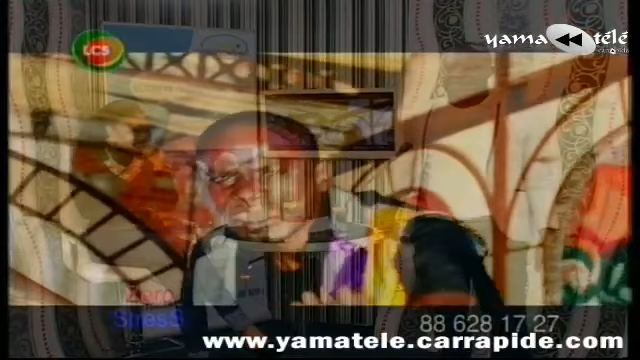 LCS
yama télé
Zero
StresS
88 628 17 27
www.yamatele.carrapide.com